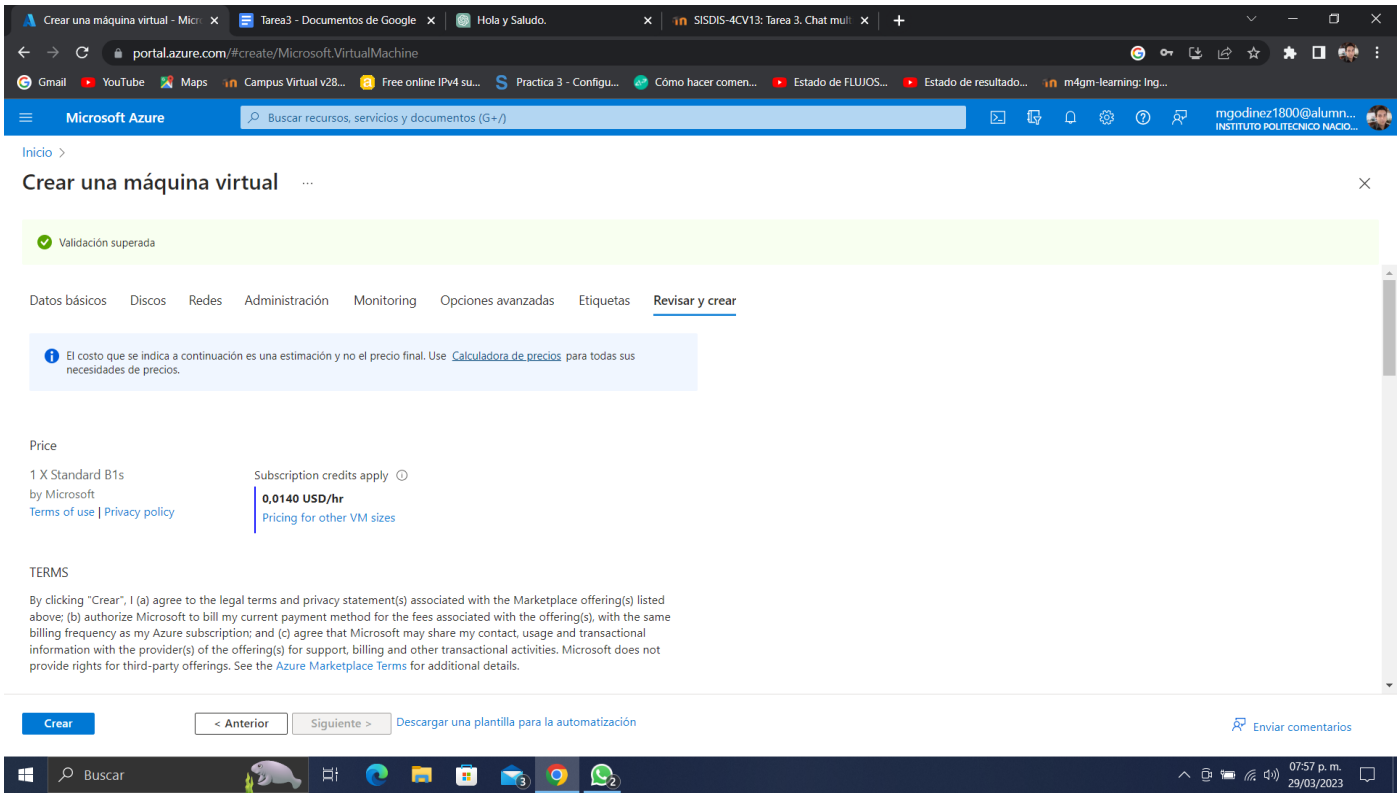 Crear una máquina virtual - Micro
Tarea3 - Documentos de Google
Hola y Saludo.
SISDIS-4CV13: Tarea 3. Chat mult
portal.azure.com/#create/Microsoft.VirtualMachine
Gmail
YouTube
Maps
Campus Virtual v28...
Free online IPv4 su...
Practica 3 - Configu...
Cómo hacer comen...
Estado de FLUJOS...
Estado de resultado...
m4gm-learning: Ing...
Microsoft Azure
Buscar recursos, servicios y documentos (G+/)
mgodinez1800@alumn...
INSTITUTO POLITECNICO NACIO...
Inicio >
Crear una máquina virtual ...
Validación superada
Datos básicos
Discos
Redes
Administración
Monitoring
Opciones avanzadas
Etiquetas
Revisar y crear
El costo que se indica a continuación es una estimación y no el precio final. Use Calculadora de precios para todas sus
necesidades de precios.
Price
1 X Standard B1s
by Microsoft
Terms of use | Privacy policy
Subscription credits apply
0,0140 USD/hr
Pricing for other VM sizes
TERMS
By clicking "Crear", I (a) agree to the legal terms and privacy statement(s) associated with the Marketplace offering(s) listed
above; (b) authorize Microsoft to bill my current payment method for the fees associated with the offering(s), with the same
billing frequency as my Azure subscription; and (c) agree that Microsoft may share my contact, usage and transactional
information with the provider(s) of the offering(s) for support, billing and other transactional activities. Microsoft does not
provide rights for third-party offerings. See the Azure Marketplace Terms for additional details.
Crear
< Anterior
Siguiente >
Descargar una plantilla para la automatización
Enviar comentarios
Buscar
3
2
07:57 p. m.
29/03/2023